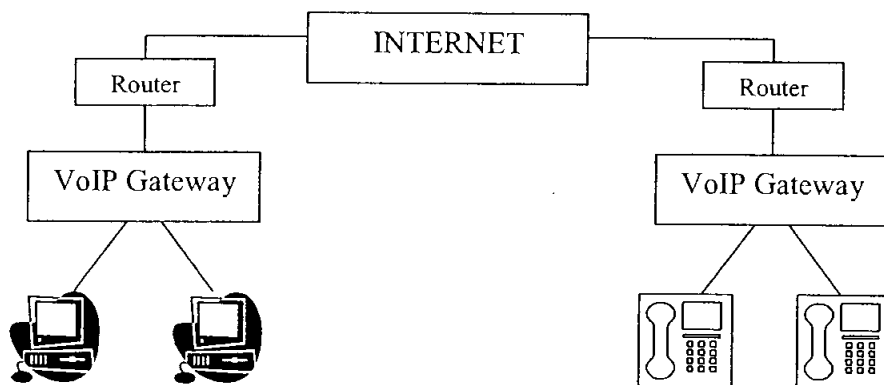 INTERNET
Router
Router
VoIP Gateway
VoIP Gateway